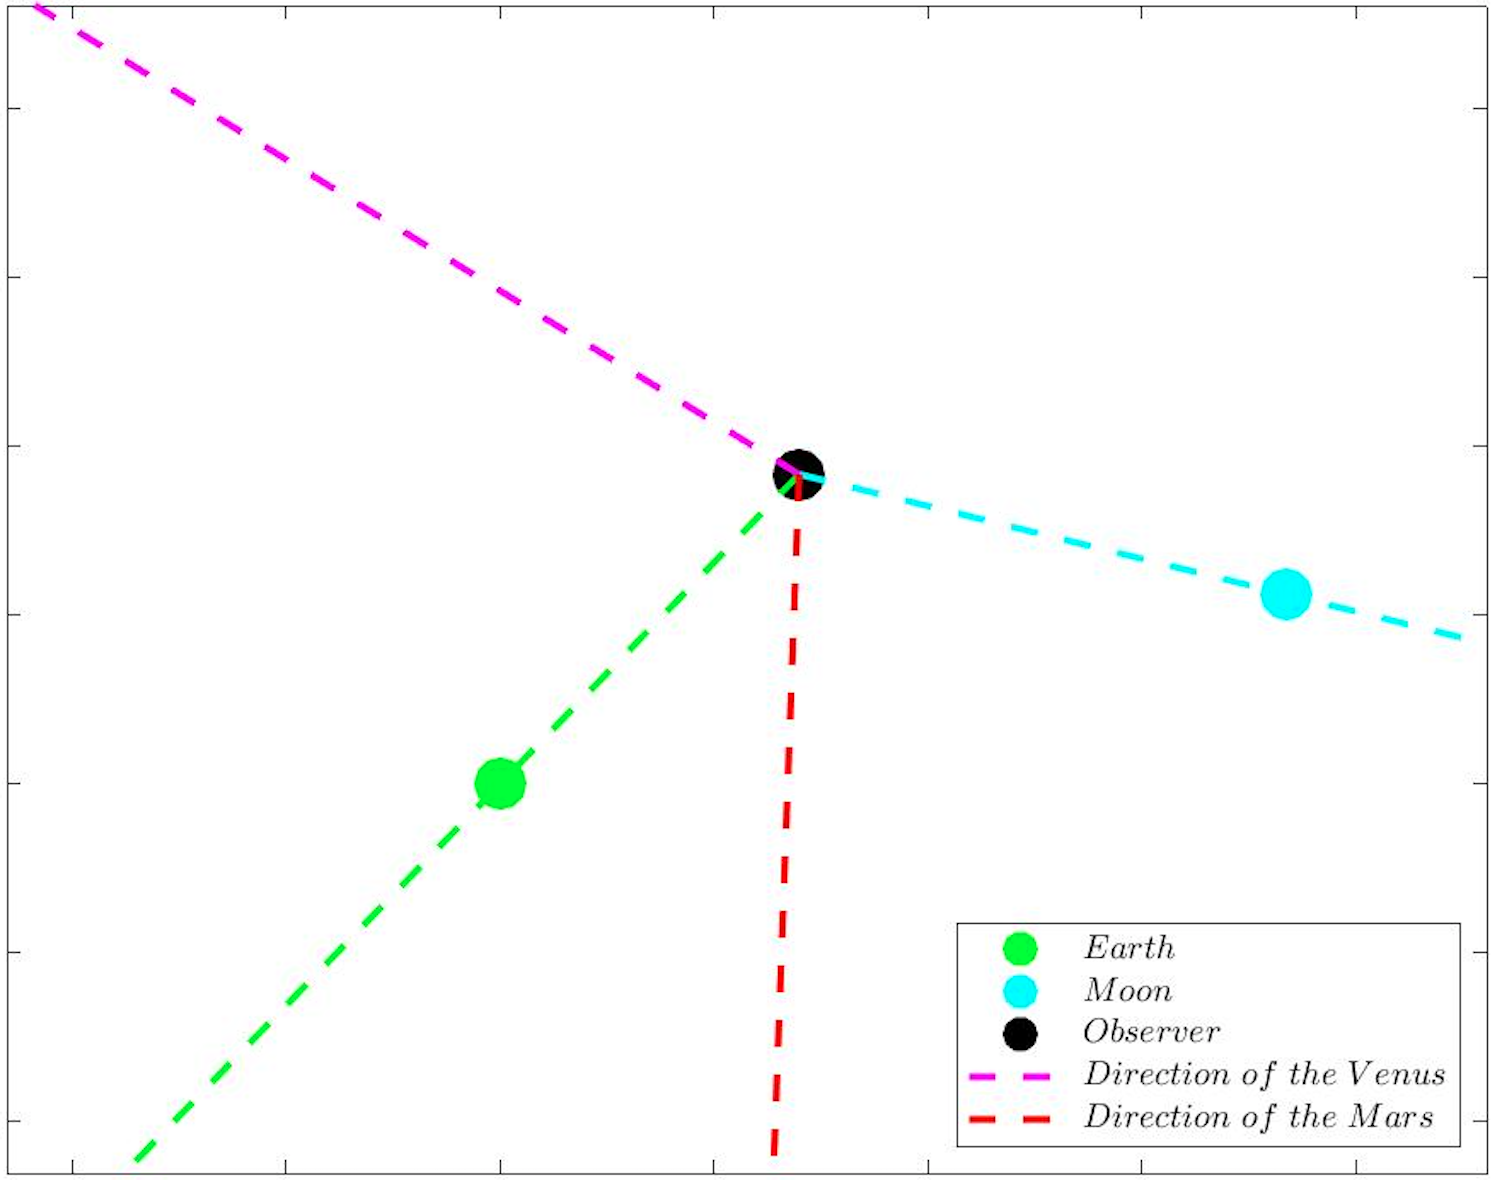 Earth
Moon
Observer
Direction of the Venus
Direction of the Mars